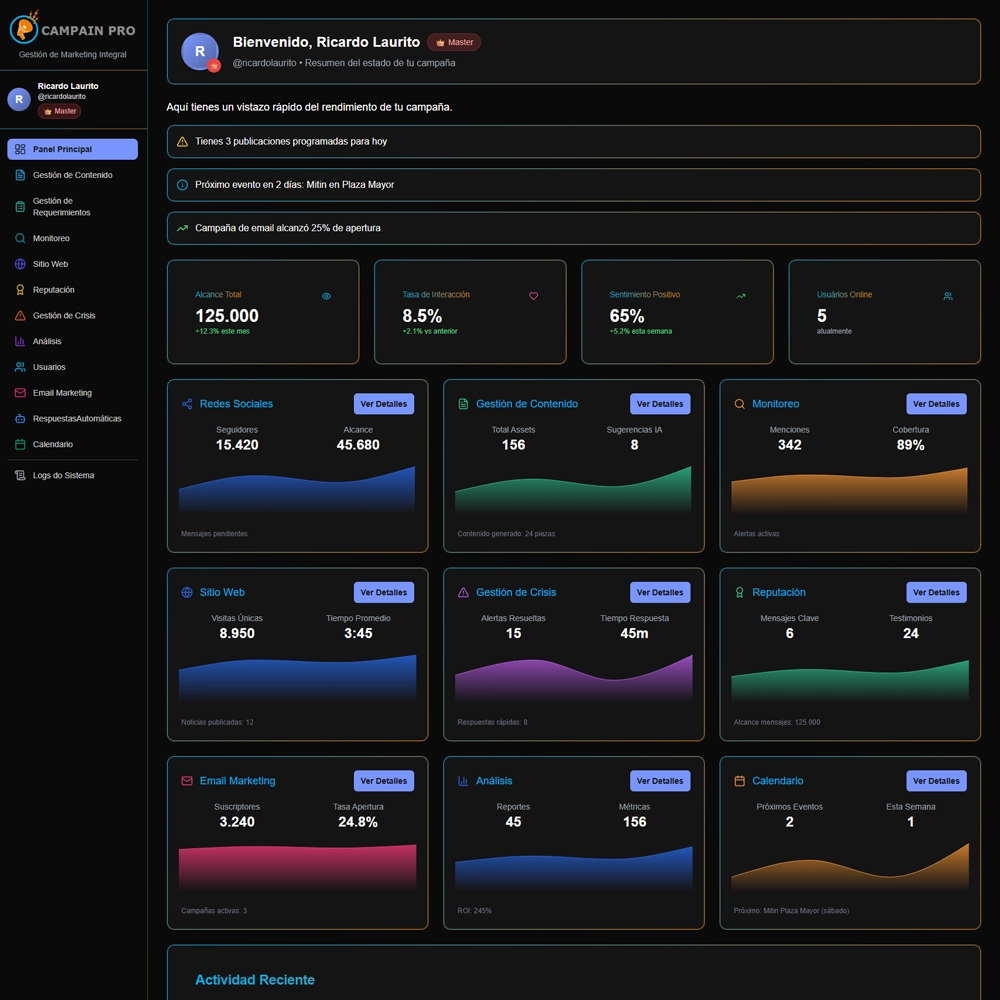 CAMPAIN PRO
Gestión de Marketing Integral
R
Ricardo Laurito
@ricardolaurito
Master
Panel Principal
Gestión de Contenido
Gestión de
Requerimientos
Monitoreo
Sitio Web
Reputación
Gestión de Crisis
Análisis
Usuarios
Email Marketing
RespuestasAutomáticas
Calendario
Logs do Sistema
R
Bienvenido, Ricardo Laurito Master
@ricardolaurito • Resumen del estado de tu campaña
Aquí tienes un vistazo rápido del rendimiento de tu campaña.
Tienes 3 publicaciones programadas para hoy
Próximo evento en 2 días: Mitin en Plaza Mayor
Campaña de email alcanzó 25% de apertura
Alcance Total
125.000
+12.3% este mes
Tasa de Interacción
8.5%
+2.1% vs anterior
Sentimiento Positivo
65%
+5.2% esta semana
Usuários Online
5
atualmente
Redes Sociales Ver Detalles
Seguidores Alcance
15.420 45.680
Mensajes pendientes
Gestión de Contenido Ver Detalles
Total Assets Sugerencias IA
156 8
Contenido generado: 24 piezas
Monitoreo Ver Detalles
Menciones Cobertura
342 89%
Alertas activas
Sitio Web Ver Detalles
Visitas Únicas Tiempo Promedio
8.950 3:45
Noticias publicadas: 12
Gestión de Crisis Ver Detalles
Alertas Resueltas Tiempo Respuesta
15 45m
Respuestas rápidas: 8
Reputación Ver Detalles
Mensajes Clave Testimonios
6 24
Alcance mensajes: 125.000
Email Marketing Ver Detalles
Suscriptores Tasa Apertura
3.240 24.8%
Campañas activas: 3
Análisis Ver Detalles
Reportes Métricas
45 156
ROI: 245%
Calendario Ver Detalles
Próximos Eventos Esta Semana
2 1
Próximo: Mitin Plaza Mayor (sábado)
Actividad Reciente